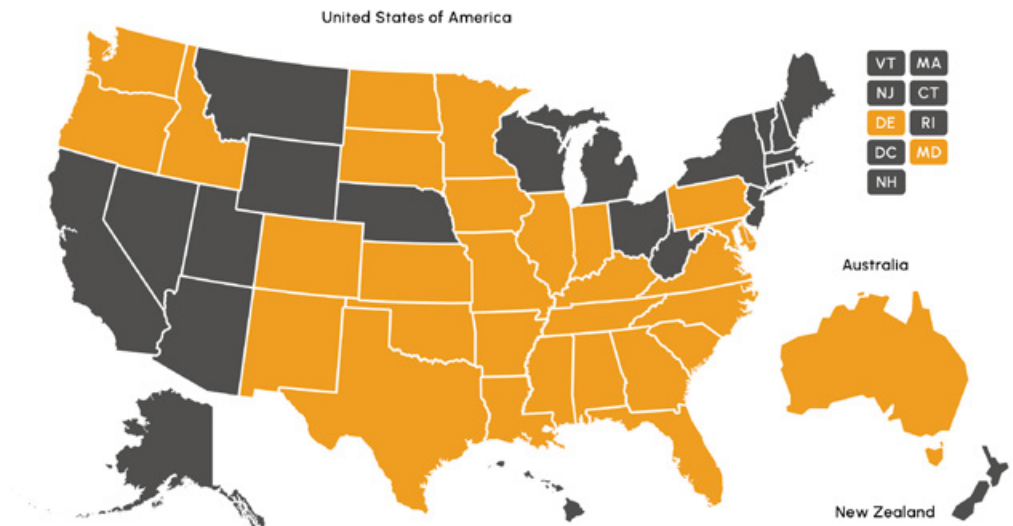 United States of America
VT MA
NJ CT
DE RI
DC MD
NH
Australia
New Zealand